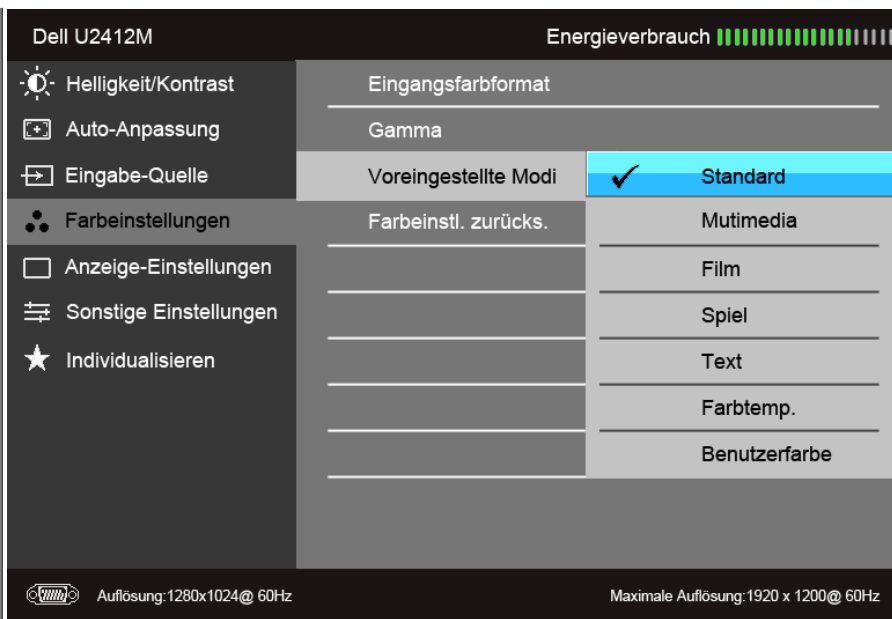 Dell U2412M
Energieverbrauch
Helligkeit/Kontrast
Eingangsfarbformat
Auto-Anpassung
Gamma
Eingabe-Quelle
Voreingestellte Modi
Standard
Farbeinstellungen
Farbeinstl. zurücks.
Mutimedia
Anzeige-Einstellungen
Film
Sonstige Einstellungen
Spiel
Individualisieren
Text
Farbtemp.
Benutzerfarbe
Auflösung:1280x1024@ 60Hz
Maximale Auflösung:1920 x 1200@ 60Hz